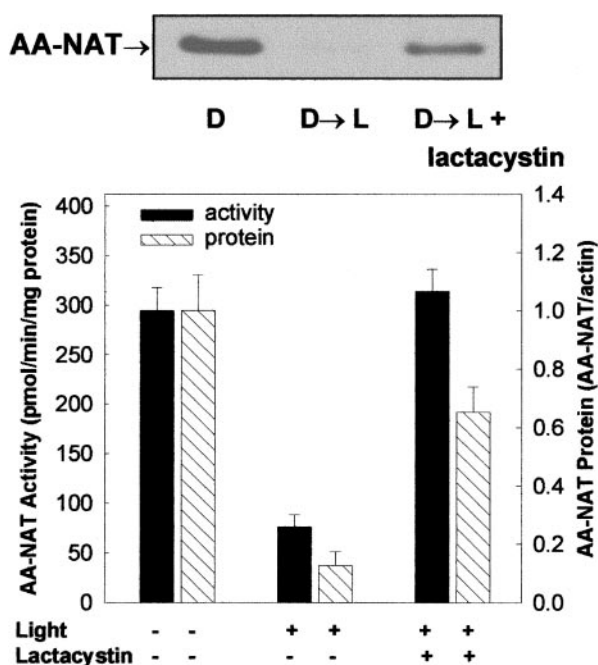 AA-NAT→
D D→ L D→ L +
lactacystin
activity
protein
AA-NAT Activity (pmol/min/mg protein)
400
350
300
250
200
150
100
50
0
1.4
1.2
1.0
0.8
0.6
0.4
0.2
0.0
AA-NAT Protein (AA-NAT/actin)
Light - - + + + +
Lactacystin - - - - + +